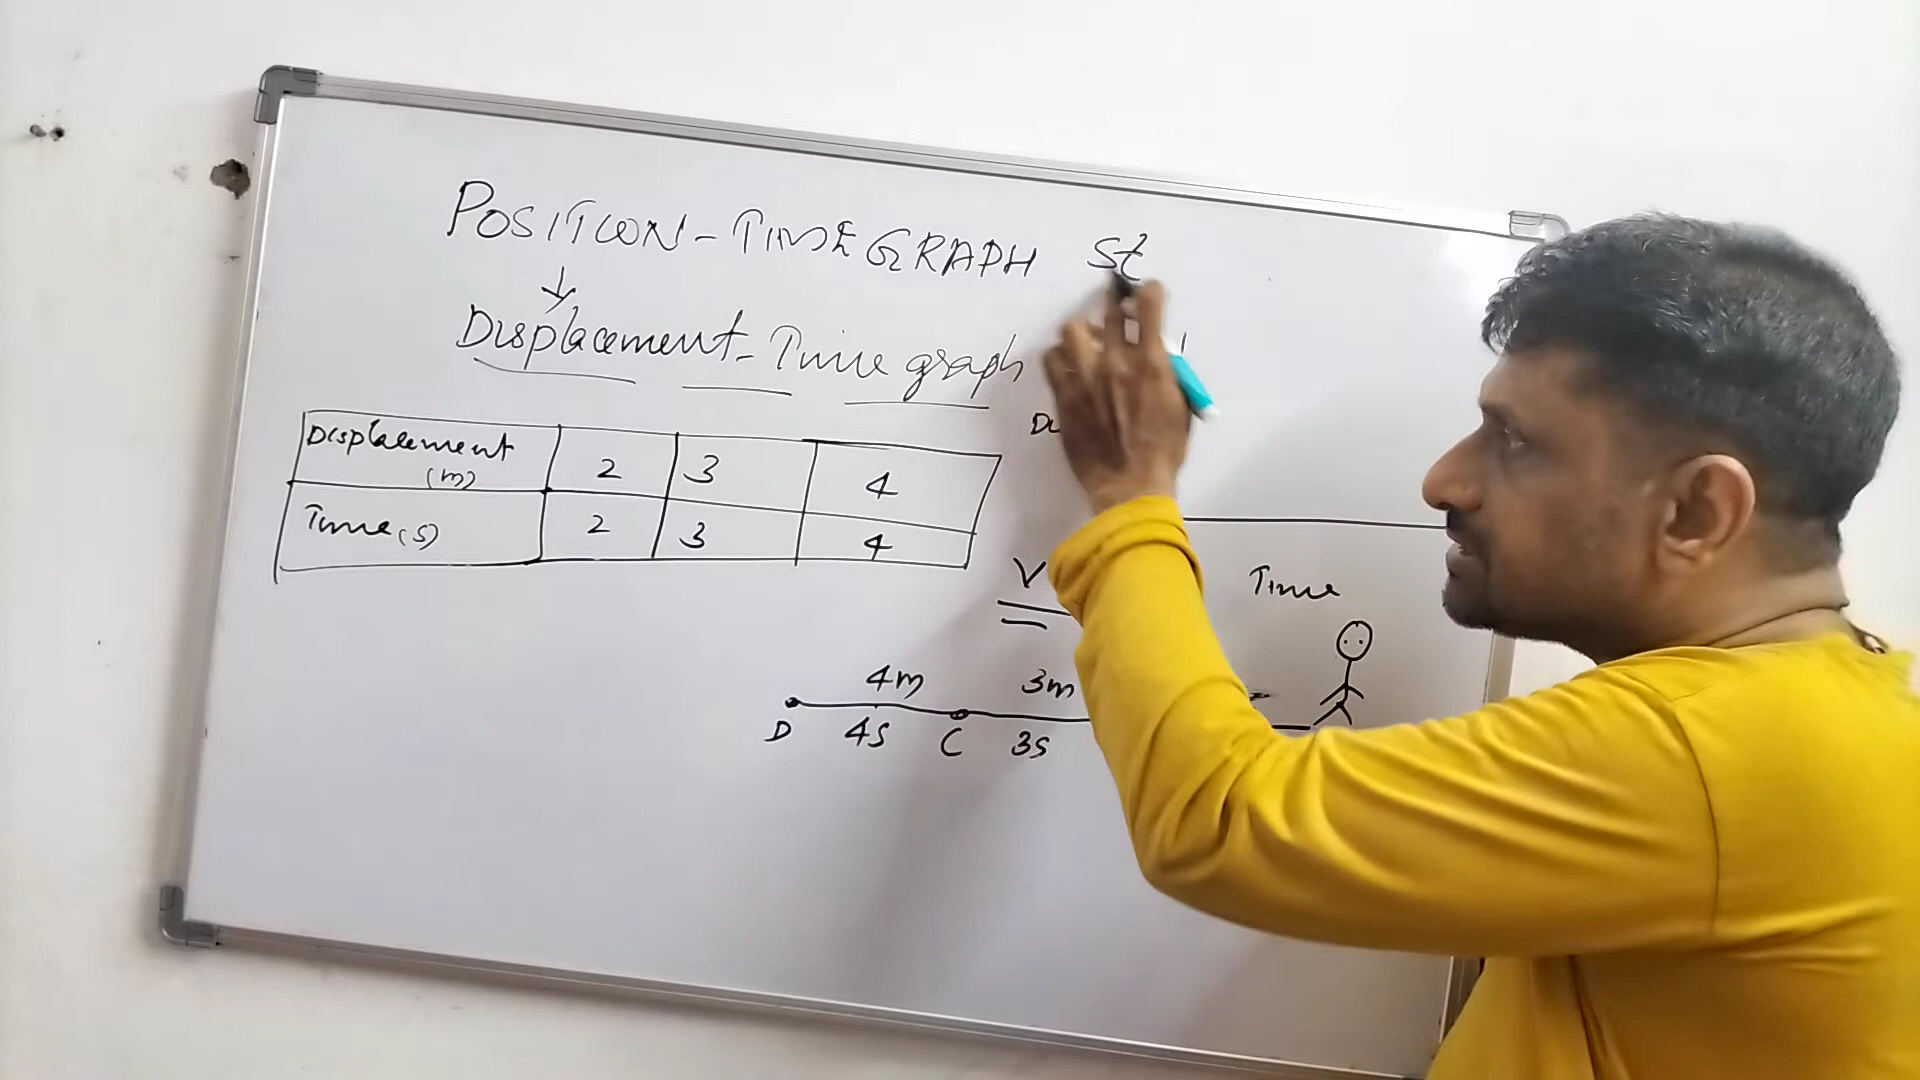 POSITION-TIME GRAPH st
Displacement-Time graph
Displacement 2 3 4
(m)
Time(s) 2 3 4
V
Time
4m 3m
D 4s C 3s